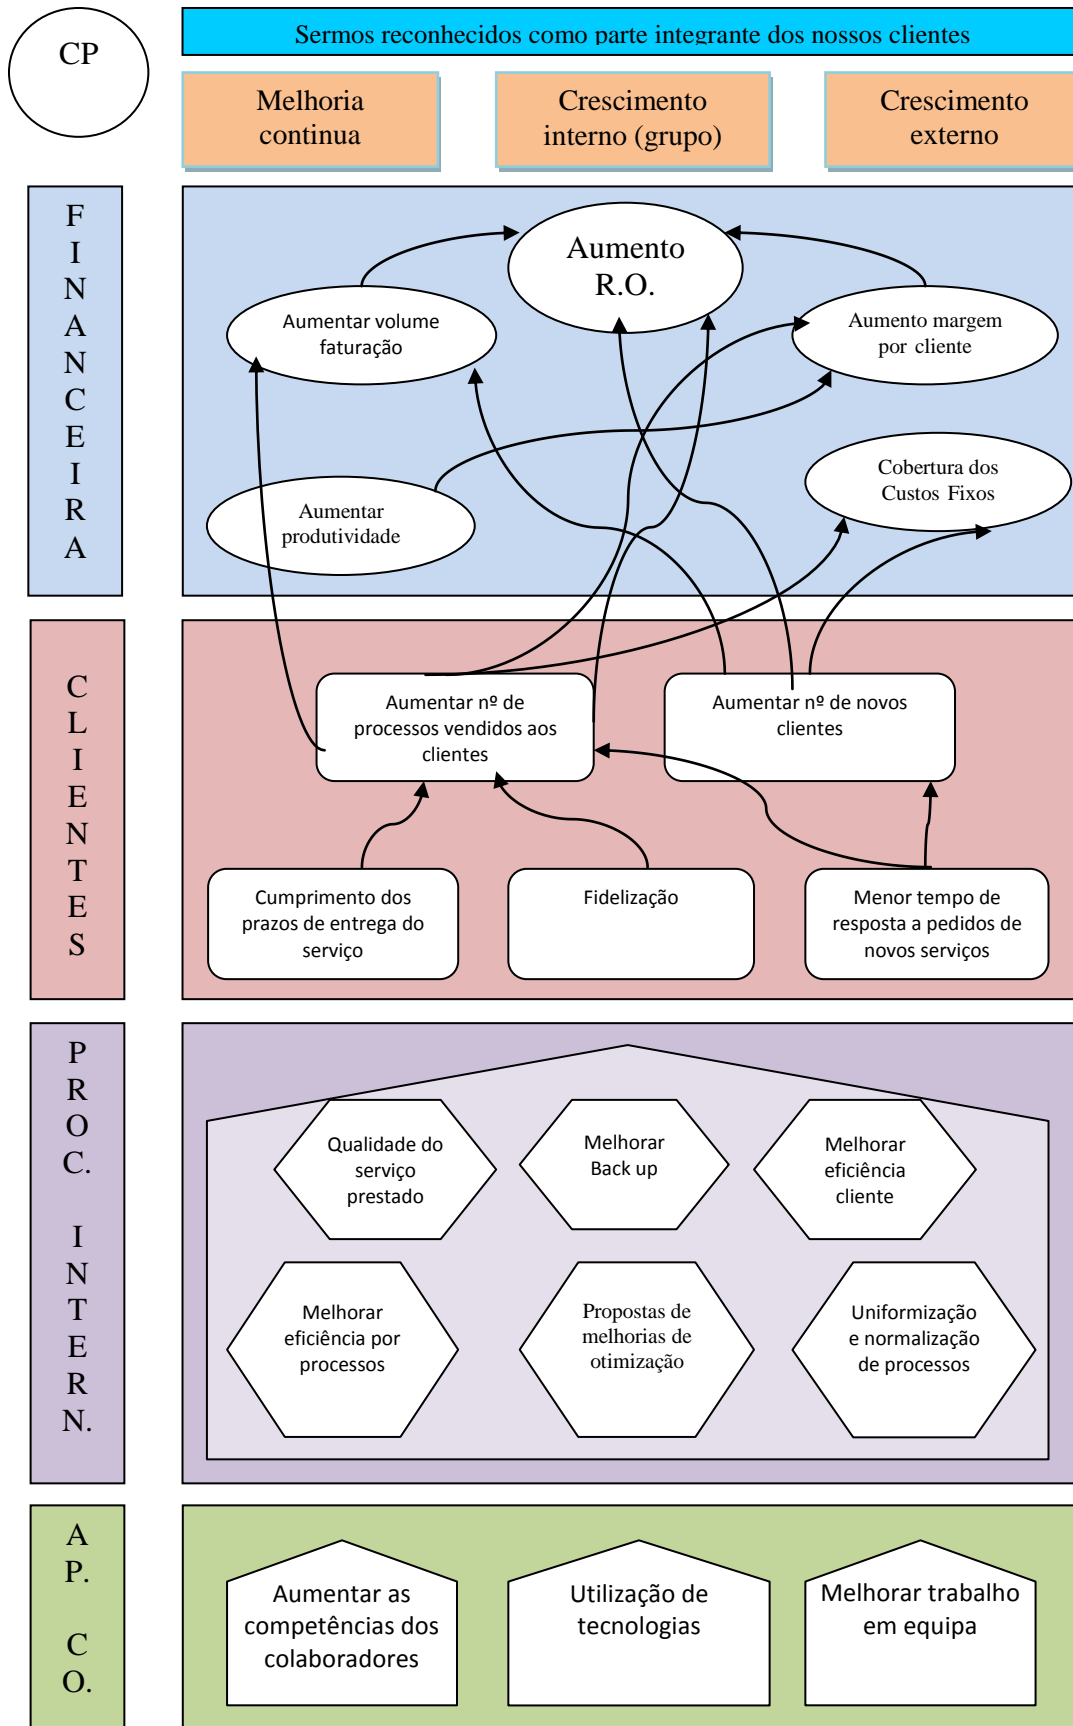 CP
Sermos reconhecidos como parte integrante dos nossos clientes
Melhoria
continua
Crescimento
interno (grupo)
Crescimento
externo
F
I
N
A
N
C
E
I
R
A
Aumento
R.O.
Aumentar volume
faturação
Aumento margem
por cliente
Aumentar
produtividade
Cobertura dos
Custos Fixos
C
L
I
E
N
T
E
S
Aumentar nº de
processos vendidos aos
clientes
Aumentar nº de novos
clientes
Cumprimento dos
prazos de entrega do
serviço
Fidelização
Menor tempo de
resposta a pedidos de
novos serviços
P
R
O
C.
I
N
T
E
R
N.
Qualidade do
serviço
prestado
Melhorar
Back up
Melhorar
eficiência
cliente
Melhorar
eficiência por
processos
Propostas de
melhorias de
otimização
Uniformização
e normalização
de processos
A
P.
C
O.
Aumentar as
competências dos
colaboradores
Utilização de
tecnologias
Melhorar trabalho
em equipa